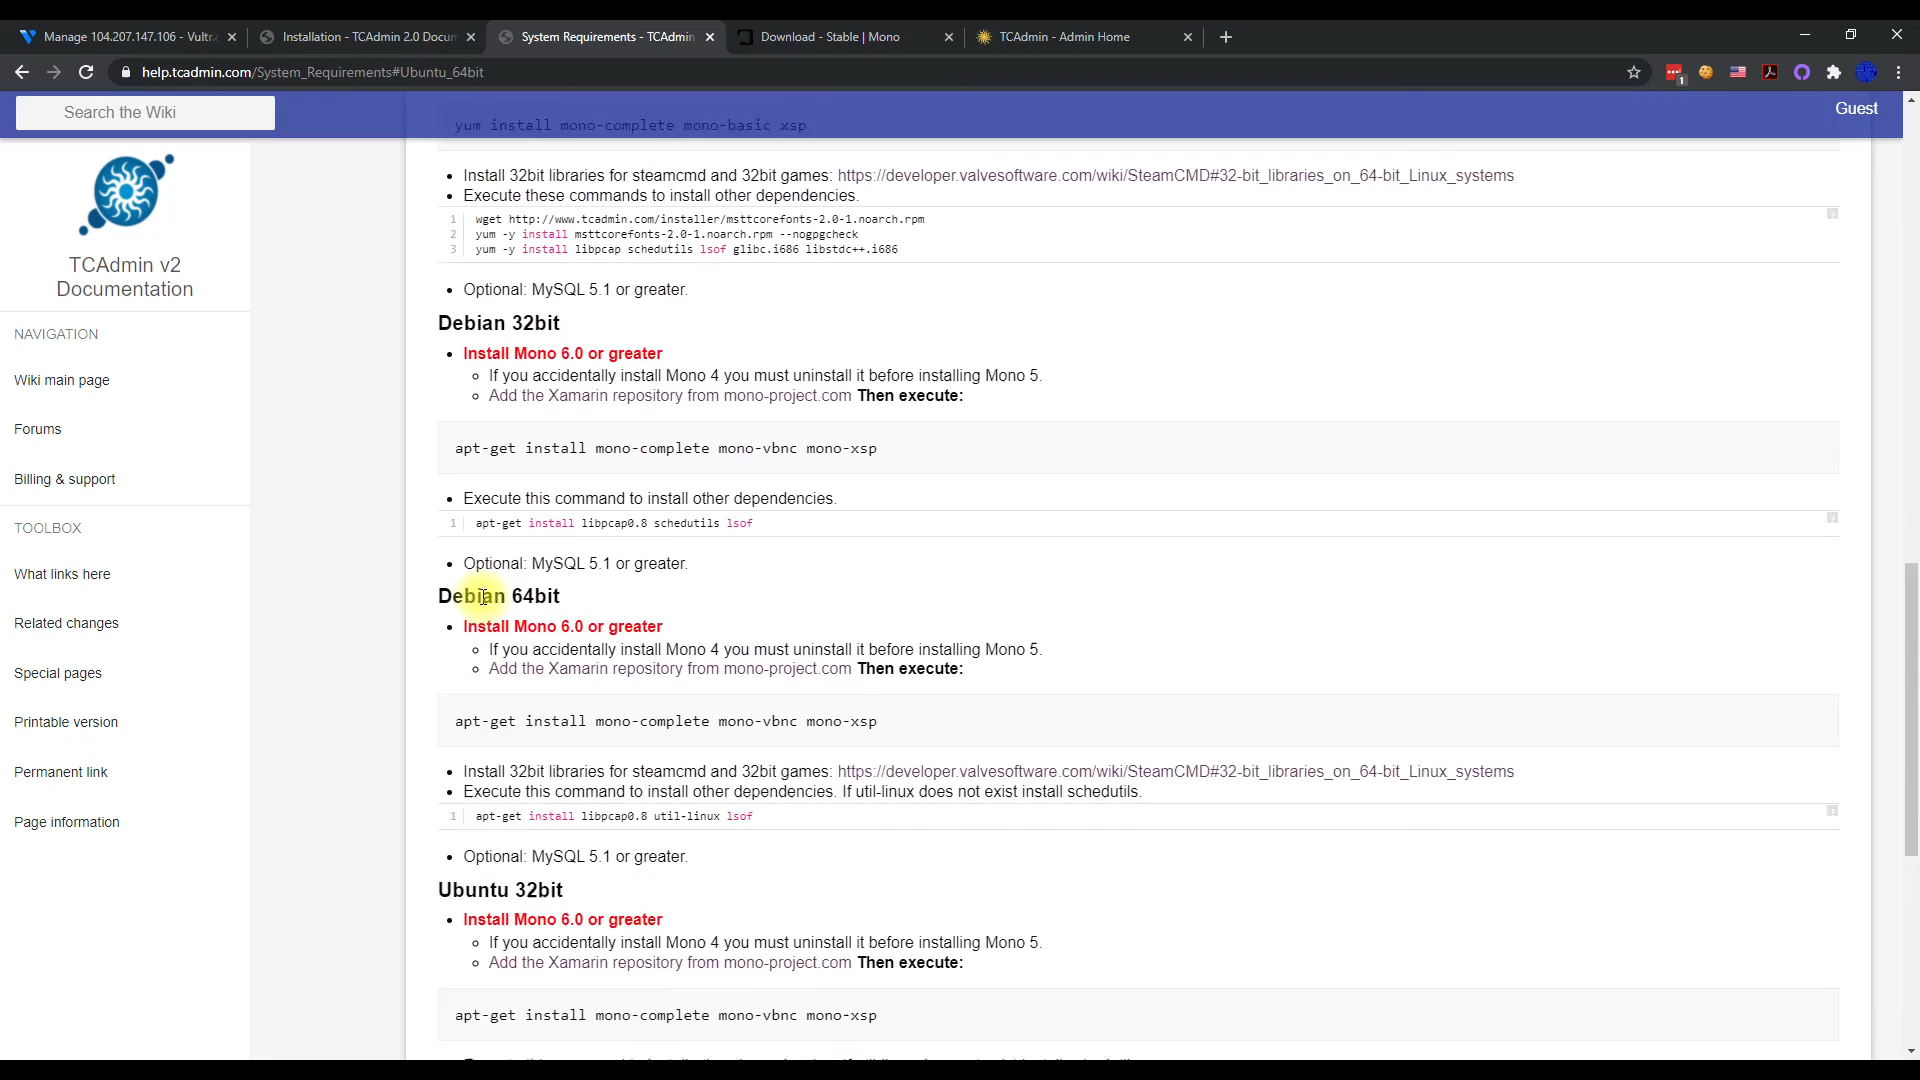 Manage 104.207.147.106 - Vultr.c
Installation - TCAdmin 2.0 Docum
System Requirements - TCAdmin
Download - Stable | Mono
TCAdmin - Admin Home
help.tcadmin.com/System_Requirements#Ubuntu_64bit
1
Search the Wiki
Guest
yum install mono-complete mono-basic xsp
TCAdmin v2
Documentation
NAVIGATION
Wiki main page
Forums
Billing & support
TOOLBOX
What links here
Related changes
Special pages
Printable version
Permanent link
Page information
Install 32bit libraries for steamcmd and 32bit games: https://developer.valvesoftware.com/wiki/SteamCMD#32-bit_libraries_on_64-bit_Linux_systems
Execute these commands to install other dependencies.
1 wget http://www.tcadmin.com/installer/msttcorefonts-2.0-1.noarch.rpm
2 yum -y install msttcorefonts-2.0-1.noarch.rpm --nogpgcheck
3 yum -y install libpcap schedutils lsof glibc.i686 libstdc++.i686
Optional: MySQL 5.1 or greater.
Debian 32bit
Install Mono 6.0 or greater
If you accidentally install Mono 4 you must uninstall it before installing Mono 5.
Add the Xamarin repository from mono-project.com Then execute:
apt-get install mono-complete mono-vbnc mono-xsp
Execute this command to install other dependencies.
1 apt-get install libpcap0.8 schedutils lsof
Optional: MySQL 5.1 or greater.
Debian 64bit
Install Mono 6.0 or greater
If you accidentally install Mono 4 you must uninstall it before installing Mono 5.
Add the Xamarin repository from mono-project.com Then execute:
apt-get install mono-complete mono-vbnc mono-xsp
Install 32bit libraries for steamcmd and 32bit games: https://developer.valvesoftware.com/wiki/SteamCMD#32-bit_libraries_on_64-bit_Linux_systems
Execute this command to install other dependencies. If util-linux does not exist install schedutils.
1 apt-get install libpcap0.8 util-linux lsof
Optional: MySQL 5.1 or greater.
Ubuntu 32bit
Install Mono 6.0 or greater
If you accidentally install Mono 4 you must uninstall it before installing Mono 5.
Add the Xamarin repository from mono-project.com Then execute:
apt-get install mono-complete mono-vbnc mono-xsp